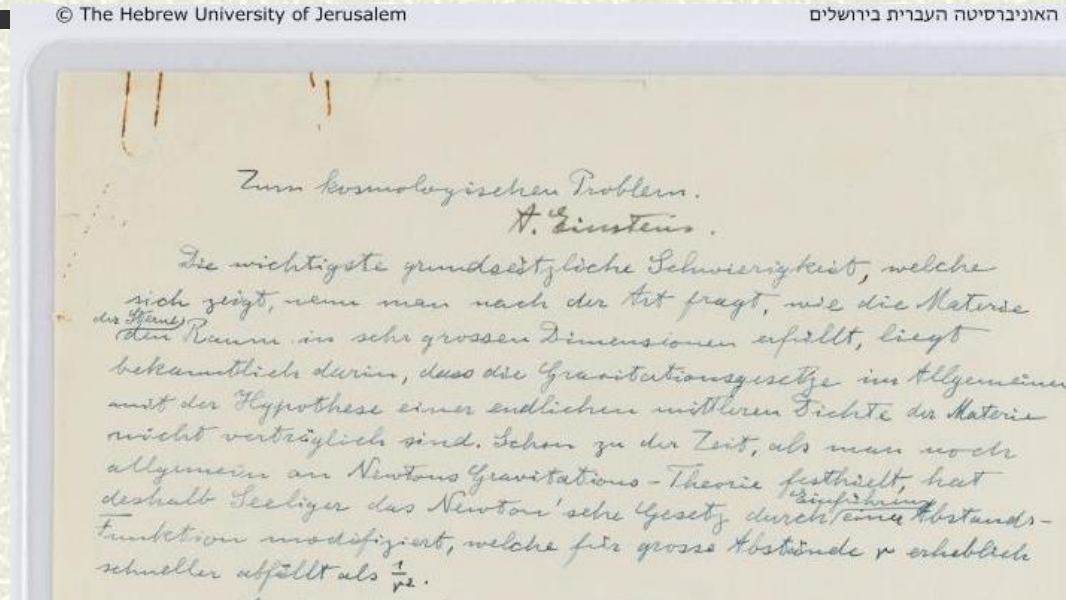 © The Hebrew University of Jerusalem
האוניברסיטה העברית בירושלים
Zum kosmologischen Problem.
A. Einstein.
Die wichtigste grundsätzliche Schwierigkeit, welche
sich zeigt, wenn man nach der Art fragt, wie die Materie
der Sterne
den Raum in sehr grossen Dimensionen erfüllt, liegt
bekanntlich darin, dass die Gravitationsgesetze im Allgemeinen
mit der Hypothese einer endlichen mittleren Dichte der Materie
nicht verträglich sind. Schon zu der Zeit, als man noch
allgemein an Newtons Gravitations-Theorie festhielt, hat
Einführung
deshalb Seeliger das Newton'sche Gesetz durch einer Abstands-
Funktion modifiziert, welche für grosse Abstände r erheblich
schneller abfällt als 1/r².